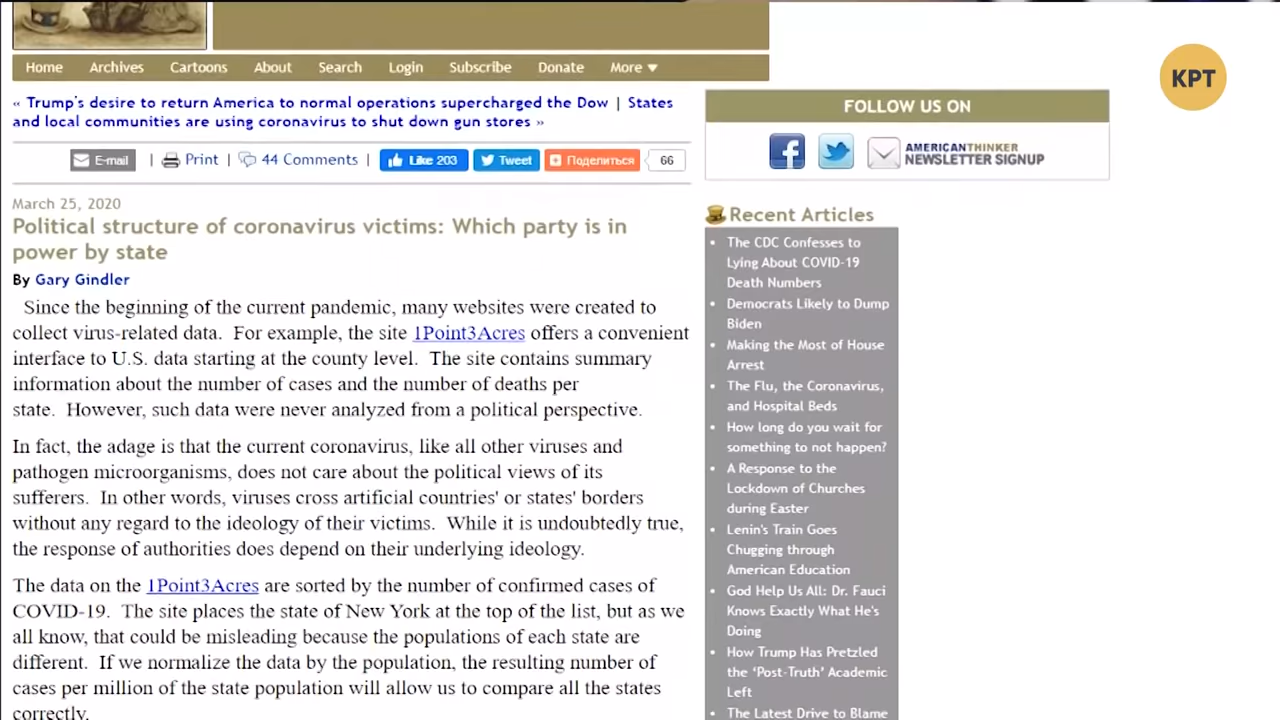 Home Archives Cartoons About Search Login Subscribe Donate More
KPT
« Trump's desire to return America to normal operations supercharged the Dow | States
and local communities are using coronavirus to shut down gun stores »
E-mail | Print | 44 Comments | Like 203 Tweet Поделиться 66
March 25, 2020
Political structure of coronavirus victims: Which party is in
power by state
By Gary Gindler
Since the beginning of the current pandemic, many websites were created to
collect virus-related data. For example, the site 1Point3Acres offers a convenient
interface to U.S. data starting at the county level. The site contains summary
information about the number of cases and the number of deaths per
state. However, such data were never analyzed from a political perspective.
In fact, the adage is that the current coronavirus, like all other viruses and
pathogen microorganisms, does not care about the political views of its
sufferers. In other words, viruses cross artificial countries' or states' borders
without any regard to the ideology of their victims. While it is undoubtedly true,
the response of authorities does depend on their underlying ideology.
The data on the 1Point3Acres are sorted by the number of confirmed cases of
COVID-19. The site places the state of New York at the top of the list, but as we
all know, that could be misleading because the populations of each state are
different. If we normalize the data by the population, the resulting number of
cases per million of the state population will allow us to compare all the states
correctly.
FOLLOW US ON
AMERICANTHINKER
NEWSLETTER SIGNUP
Recent Articles
The CDC Confesses to
Lying About COVID-19
Death Numbers
Democrats Likely to Dump
Biden
Making the Most of House
Arrest
The Flu, the Coronavirus,
and Hospital Beds
How long do you wait for
something to not happen?
A Response to the
Lockdown of Churches
during Easter
Lenin's Train Goes
Chugging through
American Education
God Help Us All: Dr. Fauci
Knows Exactly What He's
Doing
How Trump Has Pretzled
the ‘Post-Truth’ Academic
Left
The Latest Drive to Blame